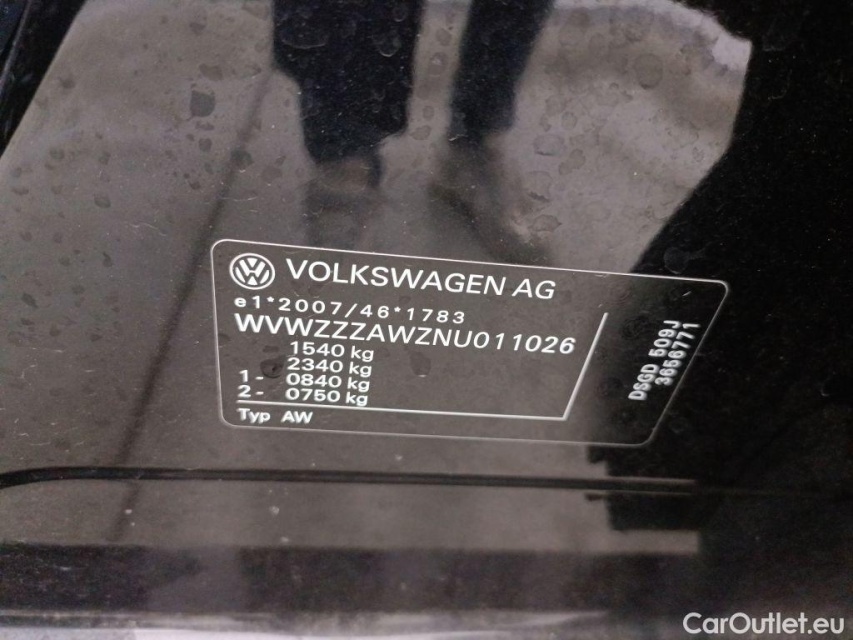 VOLKSWAGEN AG
e1*2007/46*1783
WVWZZZAWZNU011026
1540 kg
2340 kg
1- 0840 kg
2- 0750 kg
Typ AW
DSGD 509J
3656771
CarOutlet.eu